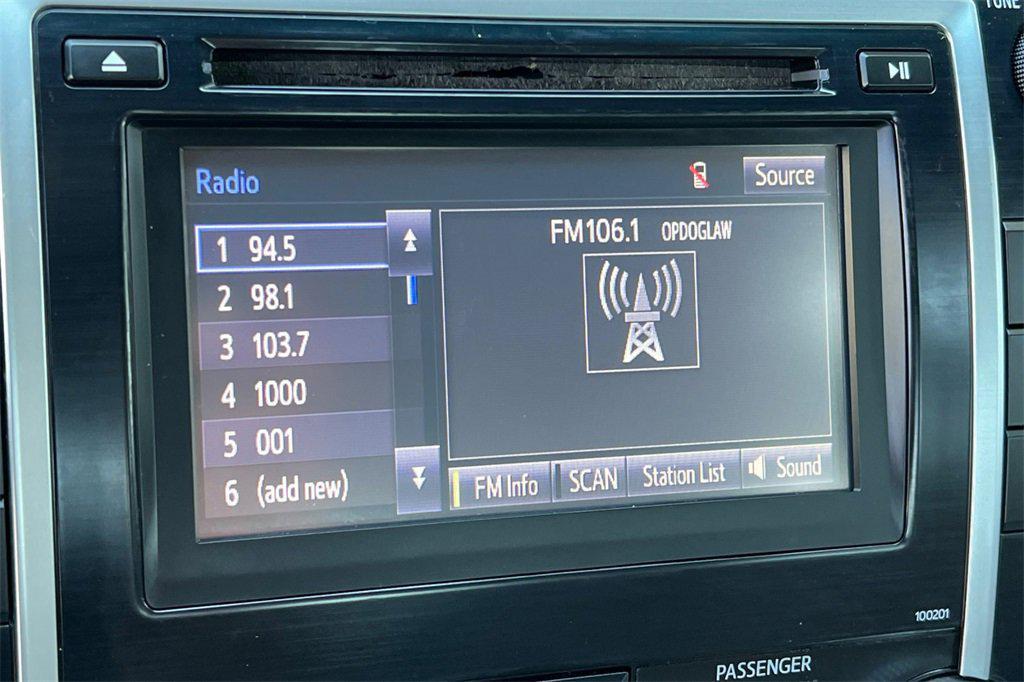 TUNE
Radio
Source
1 94.5
2 98.1
3 103.7
4 1000
5 001
6 (add new)
FM106.1 OPDOGLAW
FM Info
SCAN
Station List
Sound
100201
PASSENGER